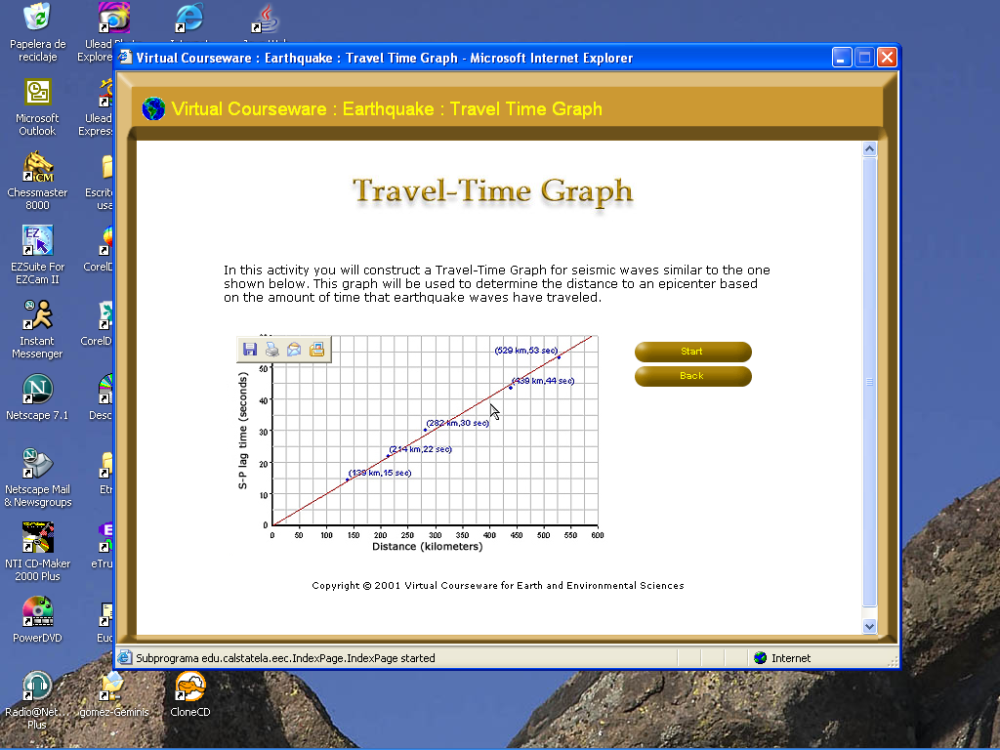 Papelera de
reciclaje
Ulead
Explore
Microsoft
Outlook
Ulead
Express
Chessmaster
8000
Escrito
usa
EZSuite For
EZCam II
CorelD
Instant
Messenger
CorelD
Netscape 7.1
Desc
Netscape Mail
& Newsgroups
Etr
NTI CD-Maker
2000 Plus
eTru
PowerDVD
Eud
Radio@Net...
Plus
gomez-Geminis
CloneCD
Virtual Courseware : Earthquake : Travel Time Graph - Microsoft Internet Explorer
Virtual Courseware : Earthquake : Travel Time Graph
Travel-Time Graph
In this activity you will construct a Travel-Time Graph for seismic waves similar to the one
shown below. This graph will be used to determine the distance to an epicenter based
on the amount of time that earthquake waves have traveled.
(529 km,53 sec)
(439 km,44 sec)
(282 km,30 sec)
(214 km,22 sec)
(139 km,15 sec)
50
40
30
20
10
0
S-P lag time (seconds)
0 50 100 150 200 250 300 350 400 450 500 550 600
Distance (kilometers)
Start
Back
Copyright © 2001 Virtual Courseware for Earth and Environmental Sciences
Subprograma edu.calstatela.eec.IndexPage.IndexPage started
Internet